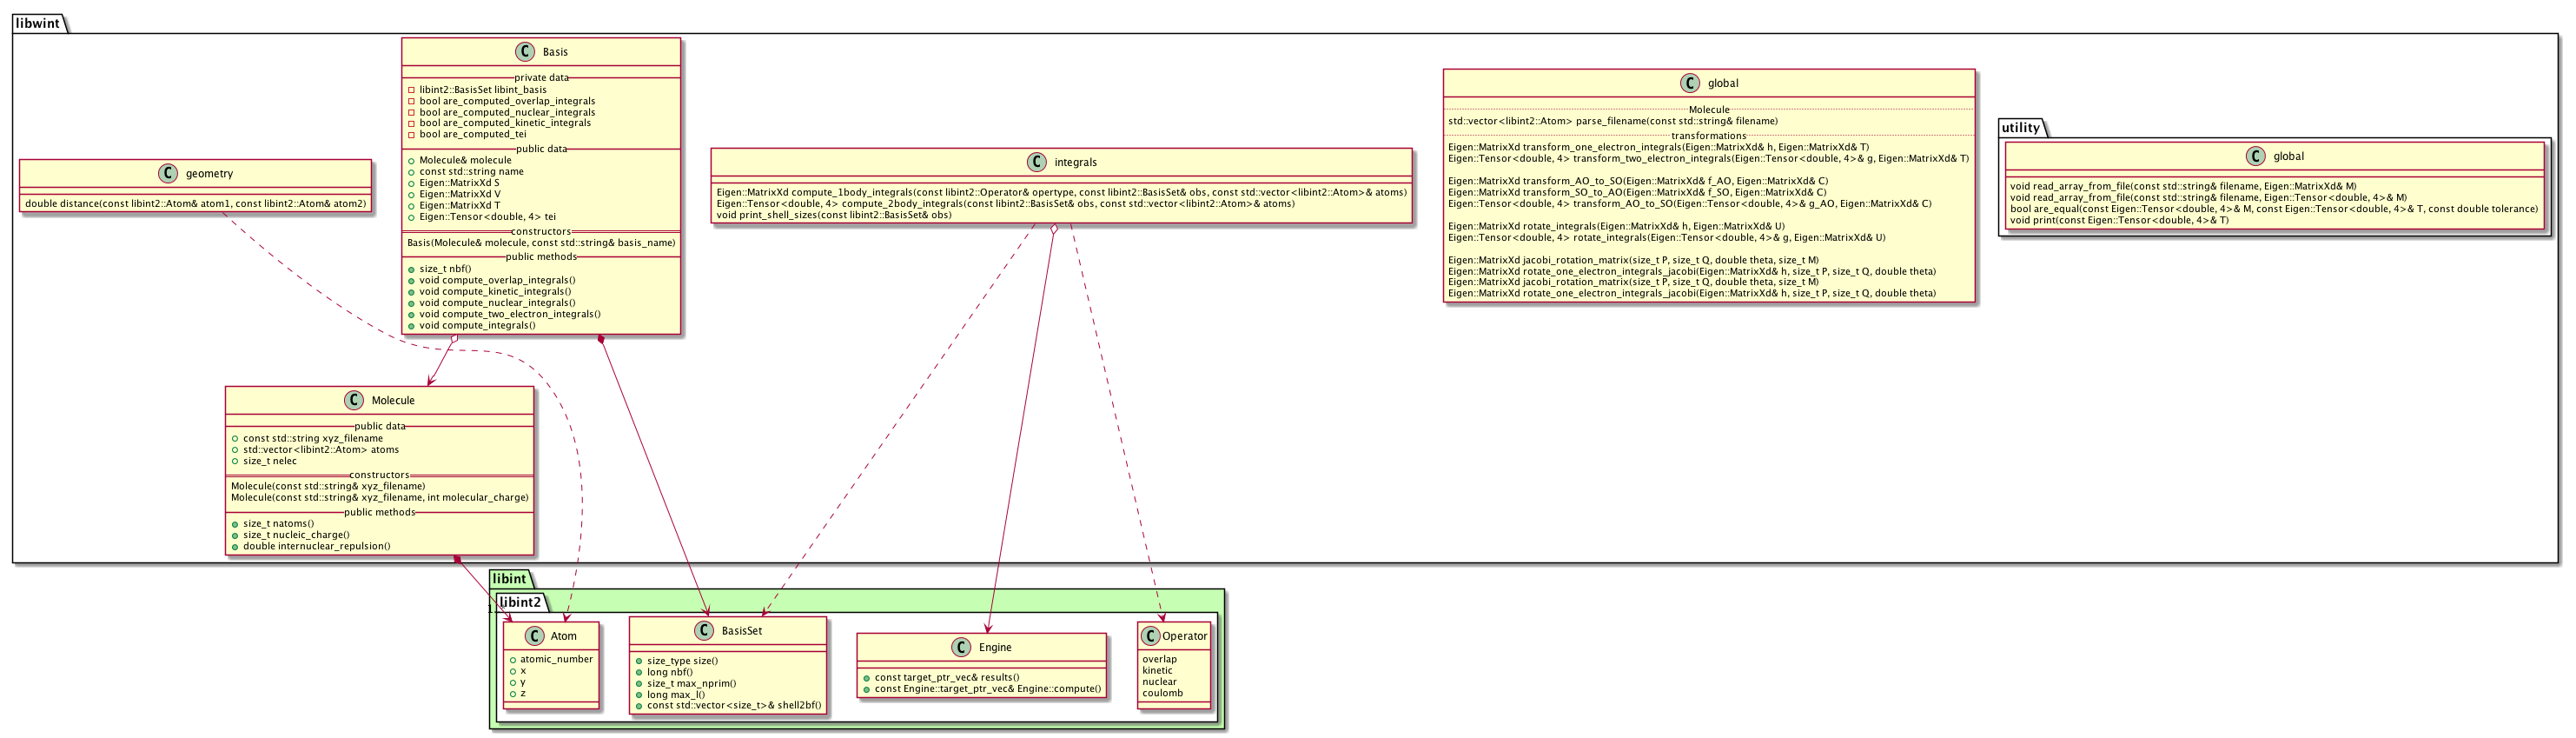 libwint
C Basis
private data
libint2::BasisSet libint_basis
bool are_computed_overlap_integrals
bool are_computed_nuclear_integrals
bool are_computed_kinetic_integrals
bool are_computed_tei
public data
Molecule& molecule
const std::string name
Eigen::MatrixXd S
Eigen::MatrixXd V
Eigen::MatrixXd T
Eigen::Tensor<double, 4> tei
constructors
Basis(Molecule& molecule, const std::string& basis_name)
public methods
size_t nbf()
void compute_overlap_integrals()
void compute_kinetic_integrals()
void compute_nuclear_integrals()
void compute_two_electron_integrals()
void compute_integrals()
C geometry
double distance(const libint2::Atom& atom1, const libint2::Atom& atom2)
C integrals
Eigen::MatrixXd compute_1body_integrals(const libint2::Operator& opertype, const libint2::BasisSet& obs, const std::vector<libint2::Atom>& atoms)
Eigen::Tensor<double, 4> compute_2body_integrals(const libint2::BasisSet& obs, const std::vector<libint2::Atom>& atoms)
void print_shell_sizes(const libint2::BasisSet& obs)
C global
Molecule
std::vector<libint2::Atom> parse_filename(const std::string& filename)
transformations
Eigen::MatrixXd transform_one_electron_integrals(Eigen::MatrixXd& h, Eigen::MatrixXd& T)
Eigen::Tensor<double, 4> transform_two_electron_integrals(Eigen::Tensor<double, 4>& g, Eigen::MatrixXd& T)
Eigen::MatrixXd transform_AO_to_SO(Eigen::MatrixXd& f_AO, Eigen::MatrixXd& C)
Eigen::MatrixXd transform_SO_to_AO(Eigen::MatrixXd& f_SO, Eigen::MatrixXd& C)
Eigen::Tensor<double, 4> transform_AO_to_SO(Eigen::Tensor<double, 4>& g_AO, Eigen::MatrixXd& C)
Eigen::MatrixXd rotate_integrals(Eigen::MatrixXd& h, Eigen::MatrixXd& U)
Eigen::Tensor<double, 4> rotate_integrals(Eigen::Tensor<double, 4>& g, Eigen::MatrixXd& U)
Eigen::MatrixXd jacobi_rotation_matrix(size_t P, size_t Q, double theta, size_t M)
Eigen::MatrixXd rotate_one_electron_integrals_jacobi(Eigen::MatrixXd& h, size_t P, size_t Q, double theta)
Eigen::MatrixXd jacobi_rotation_matrix(size_t P, size_t Q, double theta, size_t M)
Eigen::MatrixXd rotate_one_electron_integrals_jacobi(Eigen::MatrixXd& h, size_t P, size_t Q, double theta)
utility
C global
void read_array_from_file(const std::string& filename, Eigen::MatrixXd& M)
void read_array_from_file(const std::string& filename, Eigen::Tensor<double, 4>& M)
bool are_equal(const Eigen::Tensor<double, 4>& M, const Eigen::Tensor<double, 4>& T, const double tolerance)
void print(const Eigen::Tensor<double, 4>& T)
C Molecule
public data
const std::string xyz_filename
std::vector<libint2::Atom> atoms
size_t nelec
constructors
Molecule(const std::string& xyz_filename)
Molecule(const std::string& xyz_filename, int molecular_charge)
public methods
size_t natoms()
size_t nucleic_charge()
double internuclear_repulsion()
libint
libint2
C Atom
atomic_number
x
y
z
C BasisSet
size_type size()
long nbf()
size_t max_nprim()
long max_l()
const std::vector<size_t>& shell2bf()
C Engine
const target_ptr_vec& results()
const Engine::target_ptr_vec& Engine::compute()
C Operator
overlap
kinetic
nuclear
coulomb